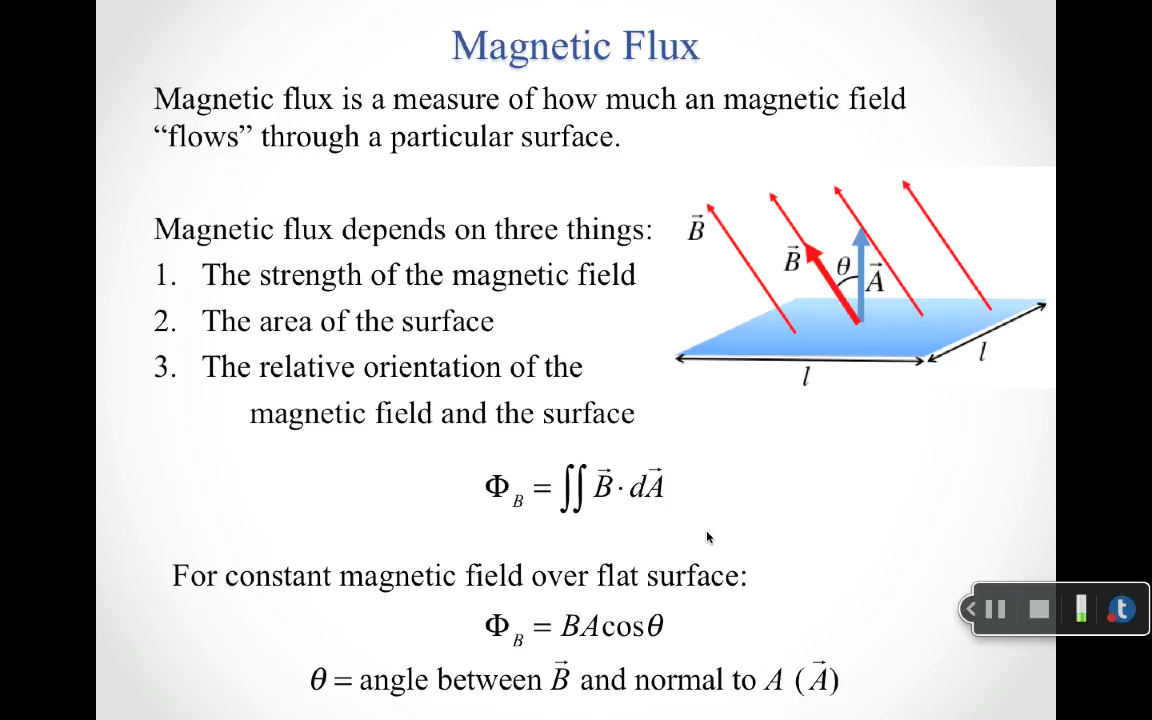 Magnetic Flux
Magnetic flux is a measure of how much an magnetic field
“flows” through a particular surface.
Magnetic flux depends on three things:
1. The strength of the magnetic field
2. The area of the surface
3. The relative orientation of the
magnetic field and the surface
B⃗
B⃗
θ
A⃗
l
l
Φ_B = ∬ B⃗ · dA⃗
For constant magnetic field over flat surface:
Φ_B = BA cosθ
θ = angle between B⃗ and normal to A (A⃗)
t